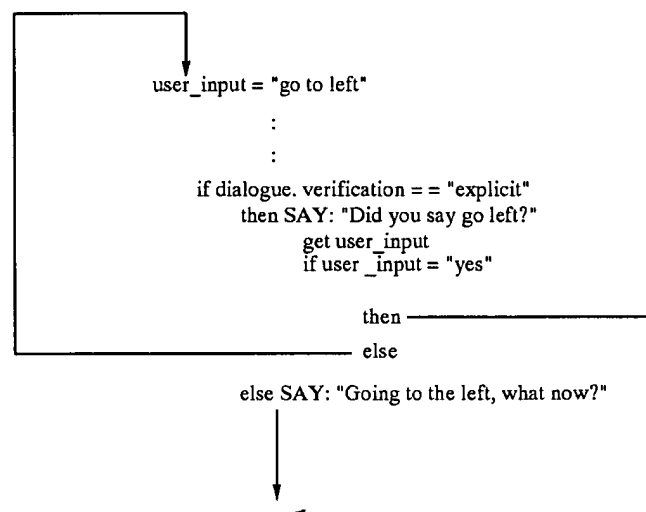 user_input = "go to left"
:
:
if dialogue. verification = = "explicit"
then SAY: "Did you say go left?"
get user_input
if user _input = "yes"
then
else
else SAY: "Going to the left, what now?"